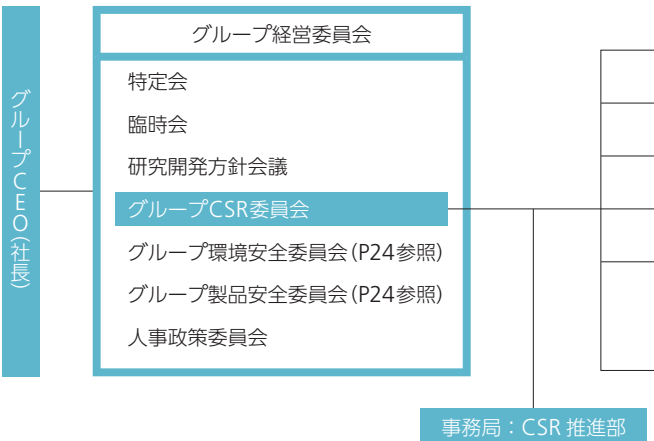 グループCEO(社長)
グループ経営委員会
特定会
臨時会
研究開発方針会議
グループCSR委員会
グループ環境安全委員会(P24参照)
グループ製品安全委員会(P24参照)
人事政策委員会
事務局：CSR 推進部